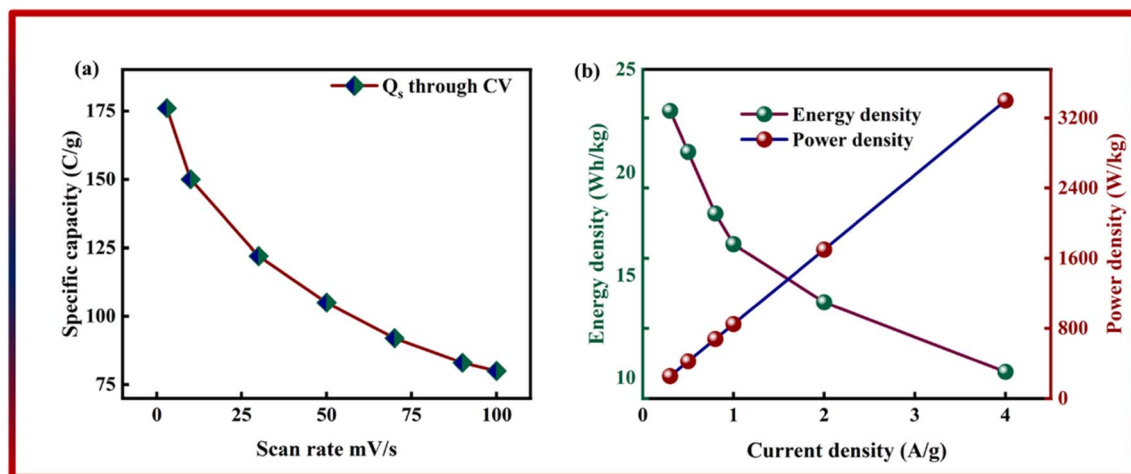 (a)
Q_s through CV
175
150
125
100
75
Specific capacity (C/g)
0
25
50
75
100
Scan rate mV/s
(b)
Energy density
Power density
25
20
15
10
Energy density (Wh/kg)
3200
2400
1600
800
0
Power density (W/kg)
0
1
2
3
4
Current density (A/g)